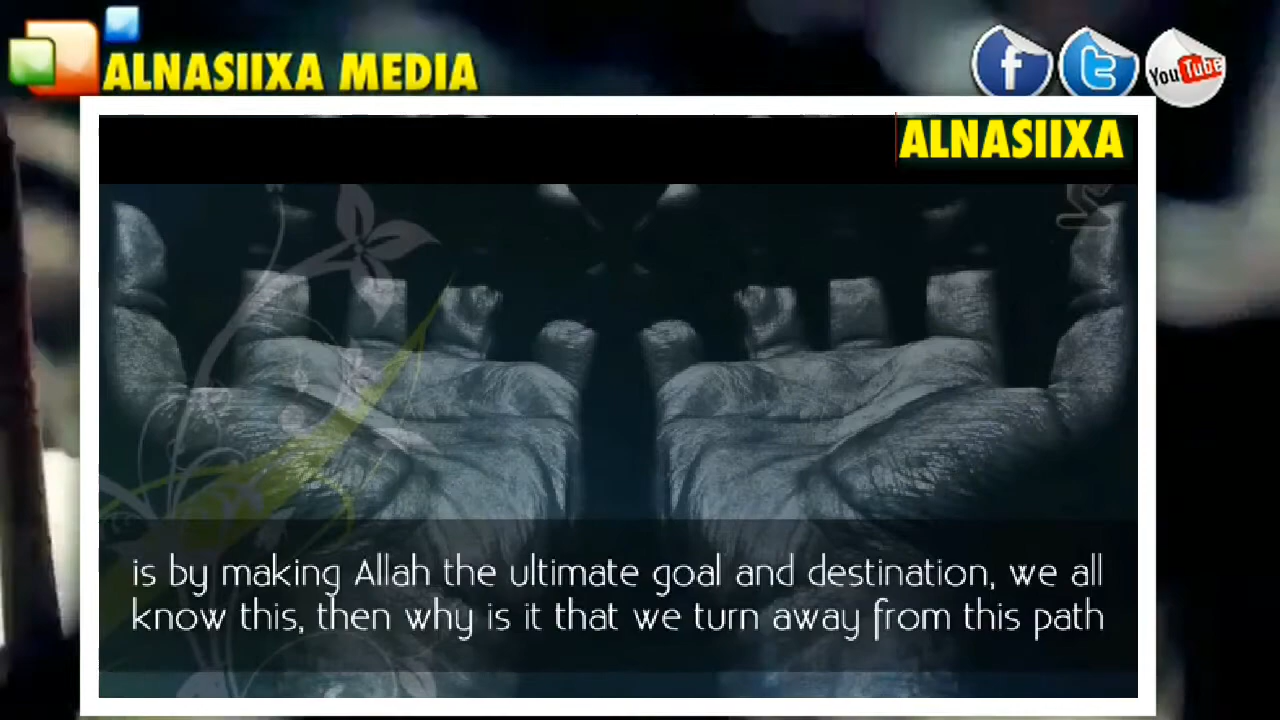 ALNASIIXA MEDIA
f
t
You Tube
ALNASIIXA
is by making Allah the ultimate goal and destination, we all
know this, then why is it that we turn away from this path